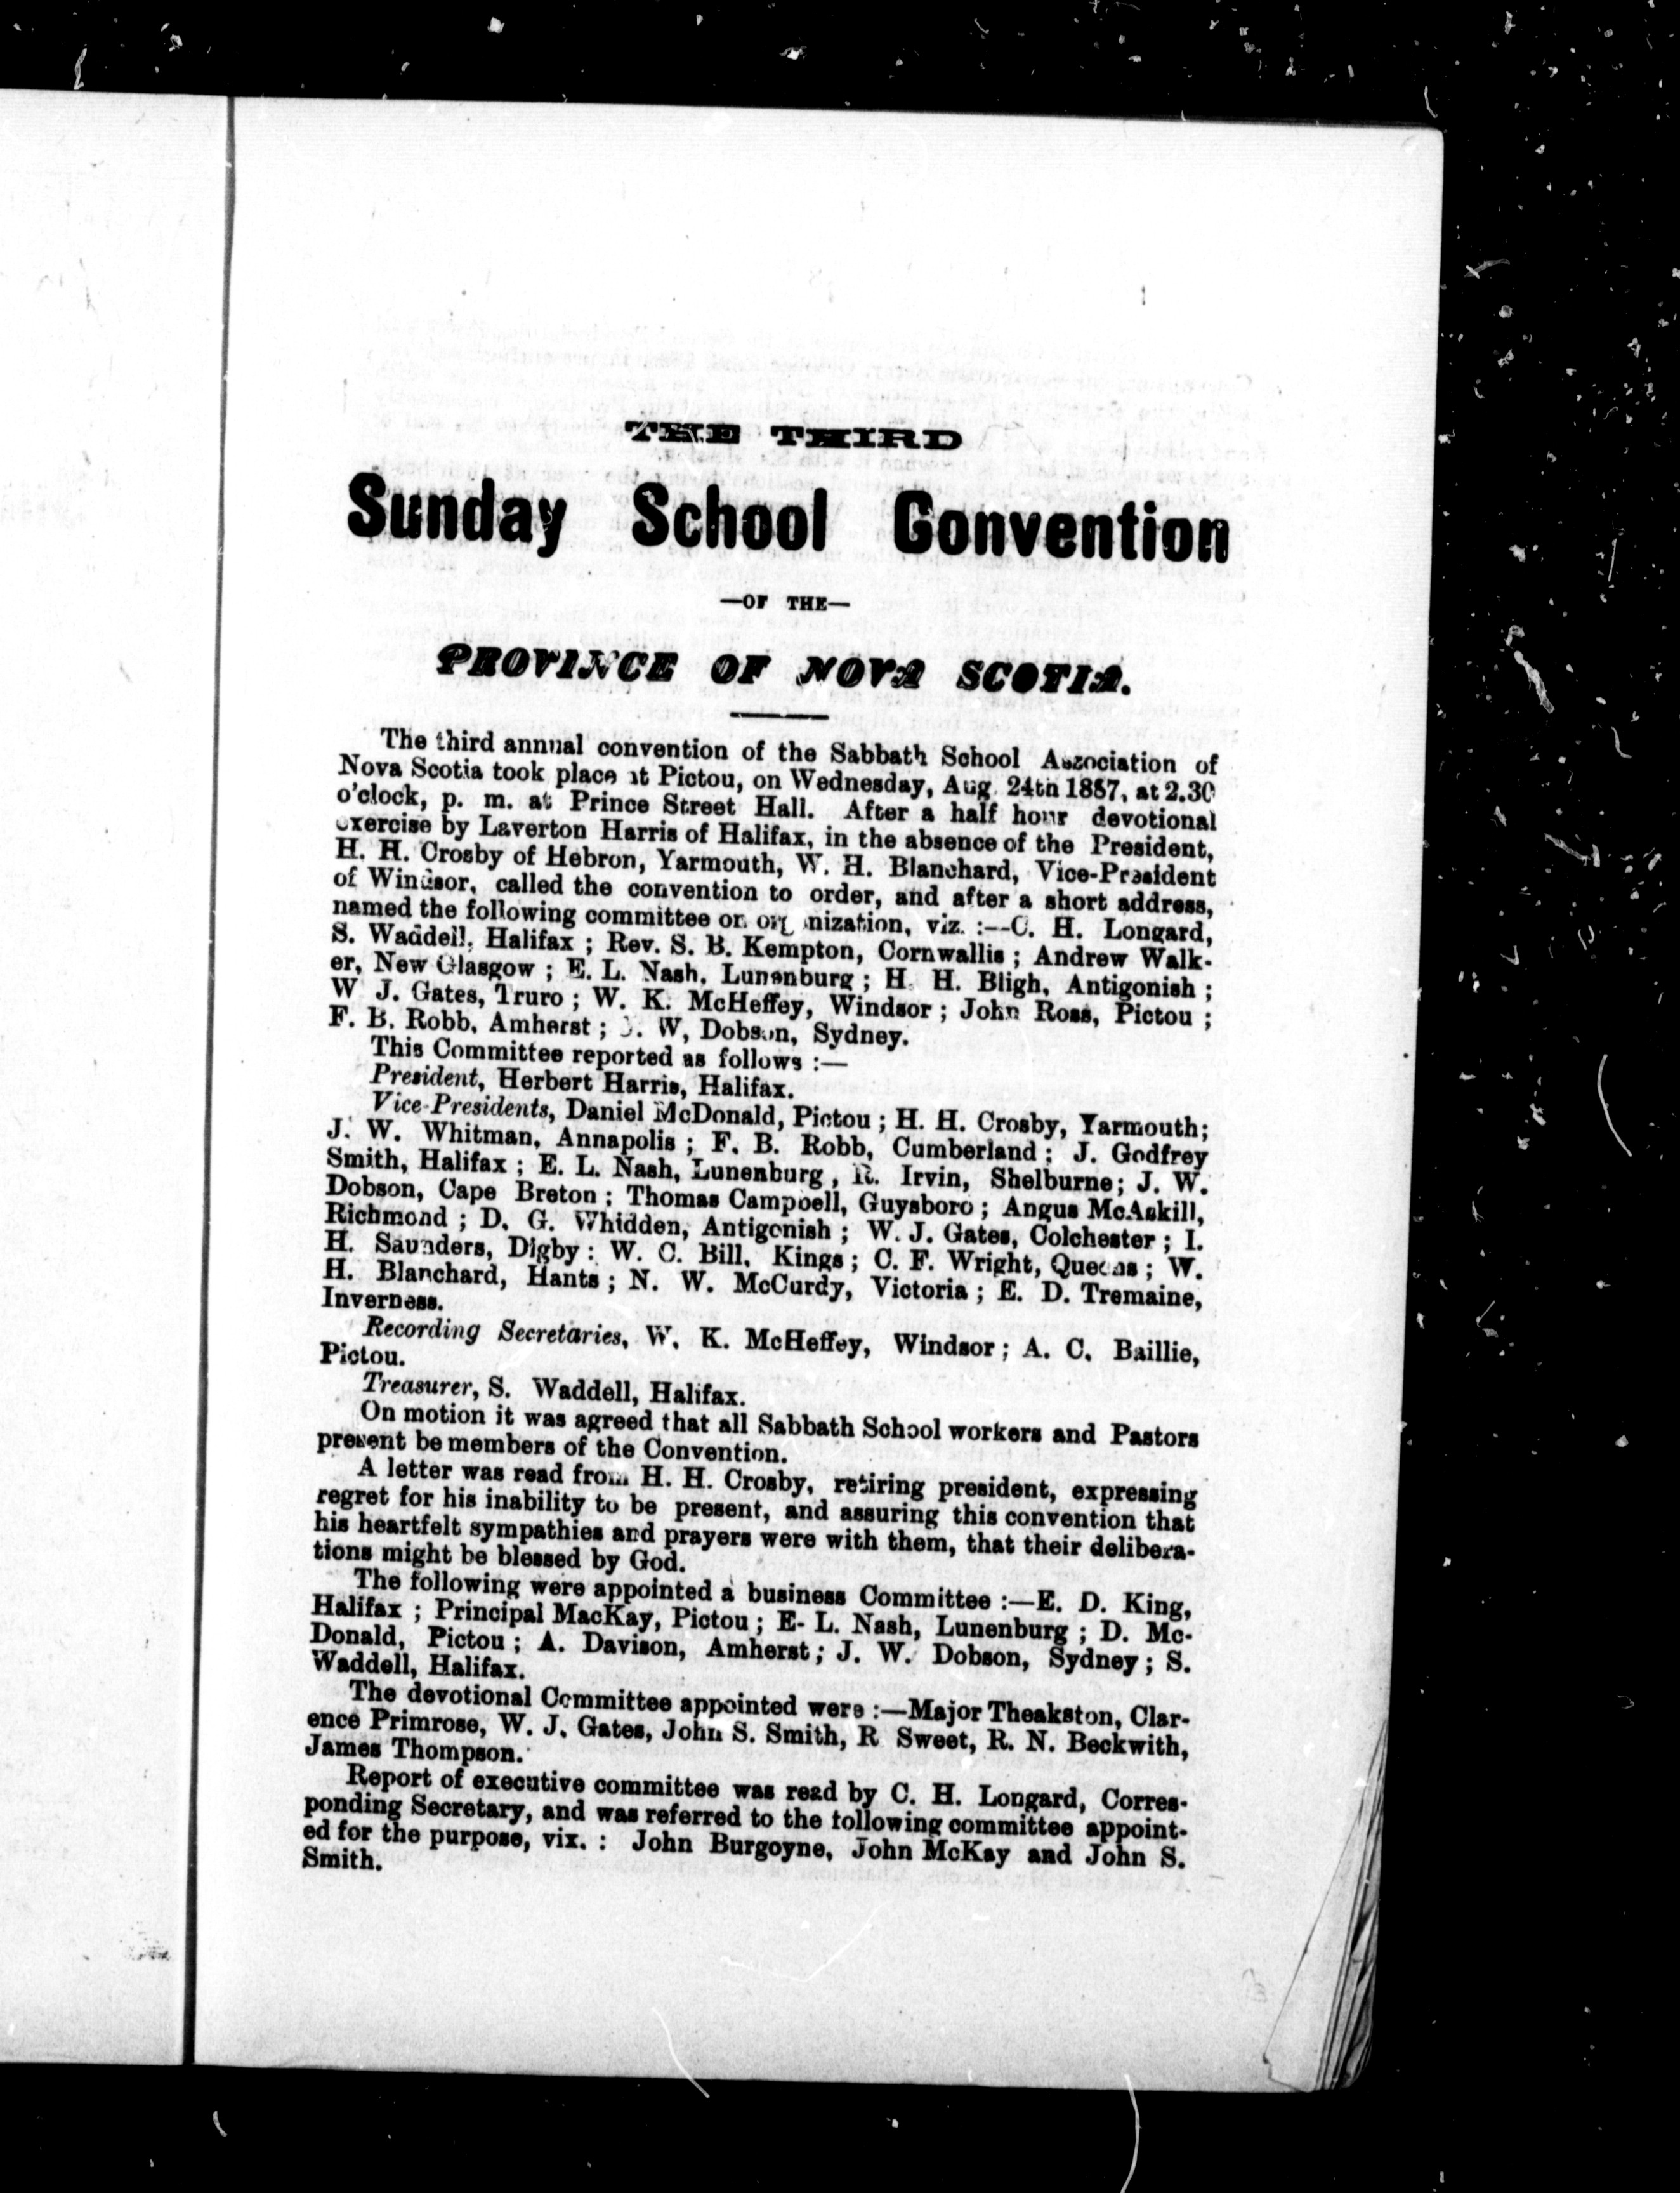 THE THIRD
Sunday School Convention
—OF THE—
PROVINCE OF NOVA SCOTIA.
The third annual convention of the Sabbath School Association of
Nova Scotia took place at Pictou, on Wednesday, Aug. 24th 1887, at 2.30
o'clock, p. m. at Prince Street Hall. After a half hour devotional
exercise by Laverton Harris of Halifax, in the absence of the President,
H. H. Crosby of Hebron, Yarmouth, W. H. Blanchard, Vice-President
of Windsor, called the convention to order, and after a short address,
named the following committee on organization, viz. :--C. H. Longard,
S. Waddell, Halifax ; Rev. S. B. Kempton, Cornwallis ; Andrew Walk-
er, New Glasgow ; E. L. Nash, Lunenburg ; H. H. Bligh, Antigonish ;
W J. Gates, Truro ; W. K. McHeffey, Windsor ; John Ross, Pictou ;
F. B. Robb, Amherst ; J. W, Dobson, Sydney.
This Committee reported as follows :—
President, Herbert Harris, Halifax.
Vice-Presidents, Daniel McDonald, Pictou ; H. H. Crosby, Yarmouth;
J. W. Whitman, Annapolis ; F. B. Robb, Cumberland ; J. Godfrey
Smith, Halifax ; E. L. Nash, Lunenburg , R. Irvin, Shelburne; J. W.
Dobson, Cape Breton ; Thomas Campbell, Guysboro ; Angus McAskill,
Richmond ; D. G. Whidden, Antigonish ; W. J. Gates, Colchester ; I.
H. Saunders, Digby : W. C. Bill, Kings ; C. F. Wright, Queens ; W.
H. Blanchard, Hants ; N. W. McCurdy, Victoria ; E. D. Tremaine,
Inverness.
Recording Secretaries, W. K. McHeffey, Windsor ; A. C. Baillie,
Pictou.
Treasurer, S. Waddell, Halifax.
On motion it was agreed that all Sabbath School workers and Pastors
present be members of the Convention.
A letter was read from H. H. Crosby, retiring president, expressing
regret for his inability to be present, and assuring this convention that
his heartfelt sympathies and prayers were with them, that their delibera-
tions might be blessed by God.
The following were appointed a business Committee :—E. D. King,
Halifax ; Principal MacKay, Pictou ; E- L. Nash, Lunenburg ; D. Mc-
Donald, Pictou ; A. Davison, Amherst ; J. W. Dobson, Sydney ; S.
Waddell, Halifax.
The devotional Committee appointed were :—Major Theakston, Clar-
ence Primrose, W. J. Gates, John S. Smith, R Sweet, R. N. Beckwith,
James Thompson.
Report of executive committee was read by C. H. Longard, Corres-
ponding Secretary, and was referred to the following committee appoint-
ed for the purpose, vix. : John Burgoyne, John McKay and John S.
Smith.